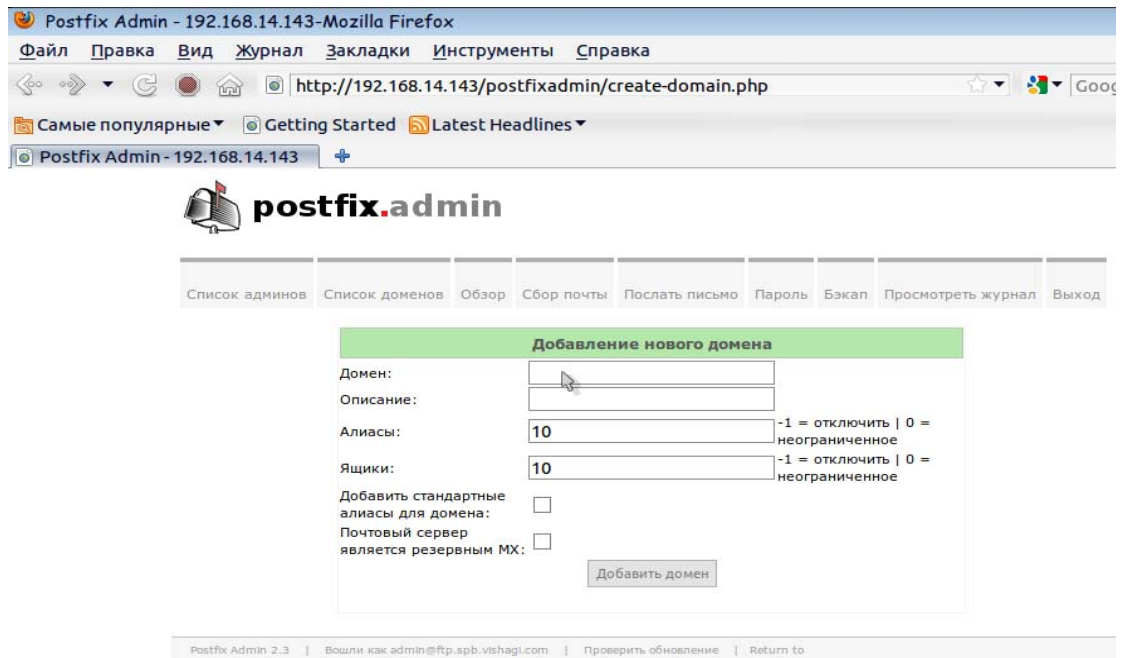 Postfix Admin - 192.168.14.143-Mozilla Firefox
Файл Правка Вид Журнал Закладки Инструменты Справка
http://192.168.14.143/postfixadmin/create-domain.php Goog
Самые популярные Getting Started Latest Headlines
Postfix Admin - 192.168.14.143
postfix.admin
Список админов Список доменов Обзор Сбор почты Послать письмо Пароль Бэкап Просмотреть журнал Выход
Добавление нового домена
Домен:
Описание:
Алиасы: 10 -1 = отключить | 0 =
неограниченное
Ящики: 10 -1 = отключить | 0 =
неограниченное
Добавить стандартные
алиасы для домена:
Почтовый сервер
является резервным MX:
Добавить домен
Postfix Admin 2.3 | Вошли как admin@ftp.spb.vishagi.com | Проверить обновление | Return to